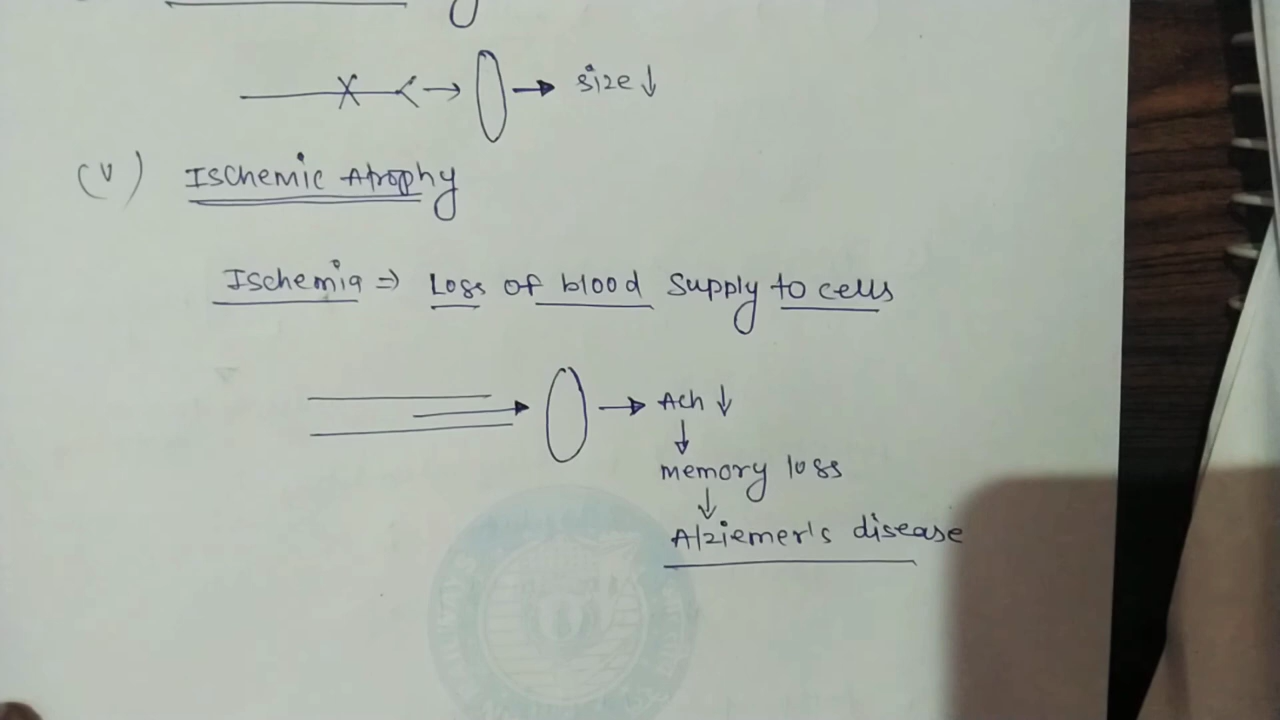 size ↓
(v) Ischemic Atrophy
Ischemia ⇒ Loss of blood supply to cells
Ach ↓
↓
memory loss
↓
Alziemer's disease